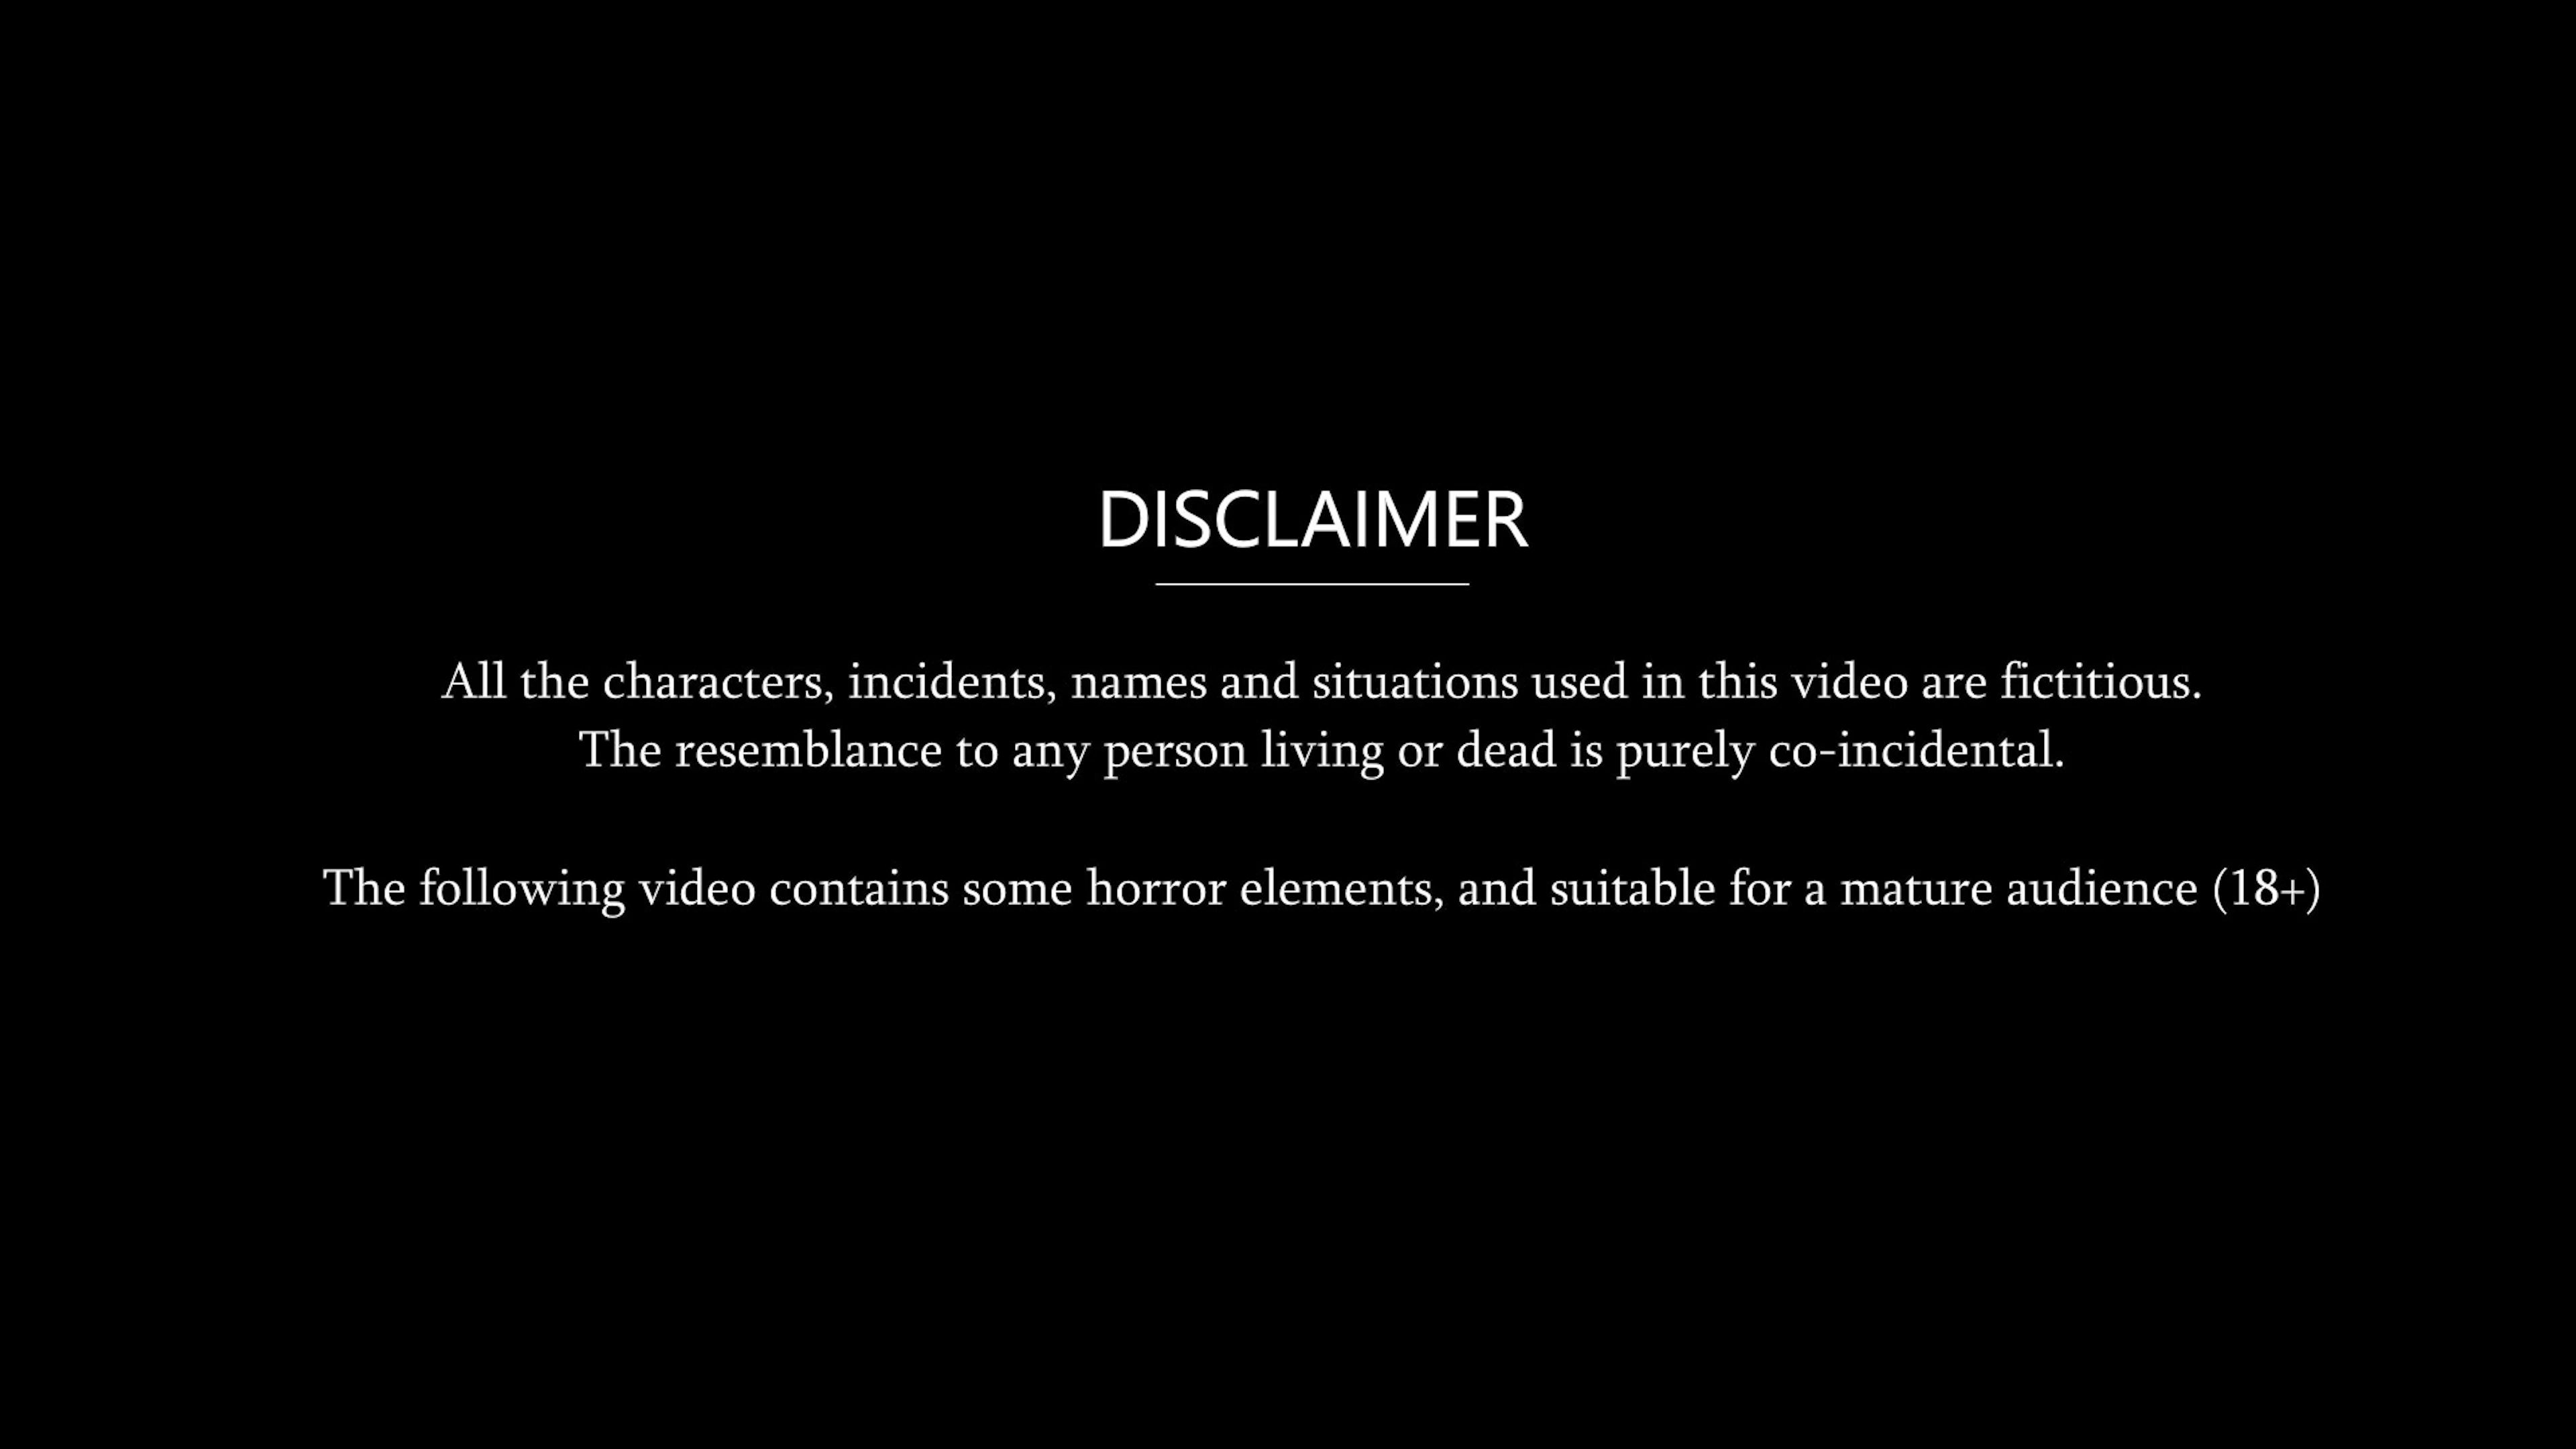 DISCLAIMER
All the characters, incidents, names and situations used in this video are fictitious.
The resemblance to any person living or dead is purely co-incidental.
The following video contains some horror elements, and suitable for a mature audience (18+)